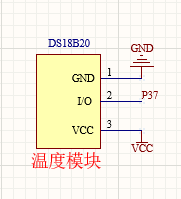 DS18B20
GND
GND 1
I/O 2 P37
VCC 3
VCC
温度模块